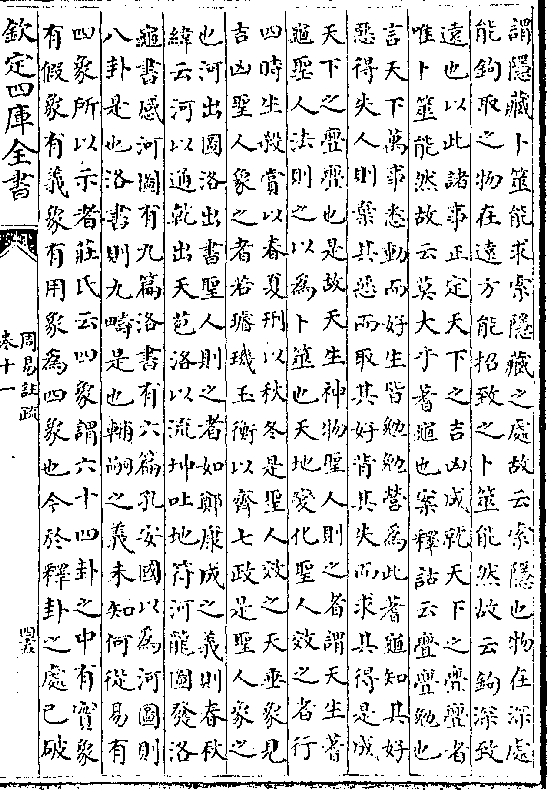 謂隱藏卜筮能求索隱藏之處故云索隱也物在深處
能鉤取之物在遠方能招致之卜筮能然故云鉤深致
遠也以此諸事正定天下之吉凶成就天下之亹亹者
唯卜筮能然故云莫大乎蓍龜也案釋詁云亹亹勉也
言天下萬事悉動而好生皆勉勉營為此蓍龜知其好
惡得失人則棄其惡而取其好背其失而求其得是成
天下之亹亹也是故天生神物聖人則之者謂天生蓍
龜聖人法則之以為卜筮也天地變化聖人效之者行
四時生殺賞以春夏刑以秋冬是聖人效之天垂象見
吉凶聖人象之者若璿璣玉衡以齊七政是聖人象之
也河出圖洛出書聖人則之者如鄭康成之義則春秋
緯云河以通乾出天苞洛以流坤吐地符河龍圖發洛
龜書感河圖有九篇洛書有六篇孔安國以為河圖則
八卦是也洛書則九疇是也輔嗣之義未知何從易有
四象所以示者莊氏云四象謂六十四卦之中有實象
有假象有義象有用象為四象也今於釋卦之處已破
欽定四庫全書
周易註疏
卷十一